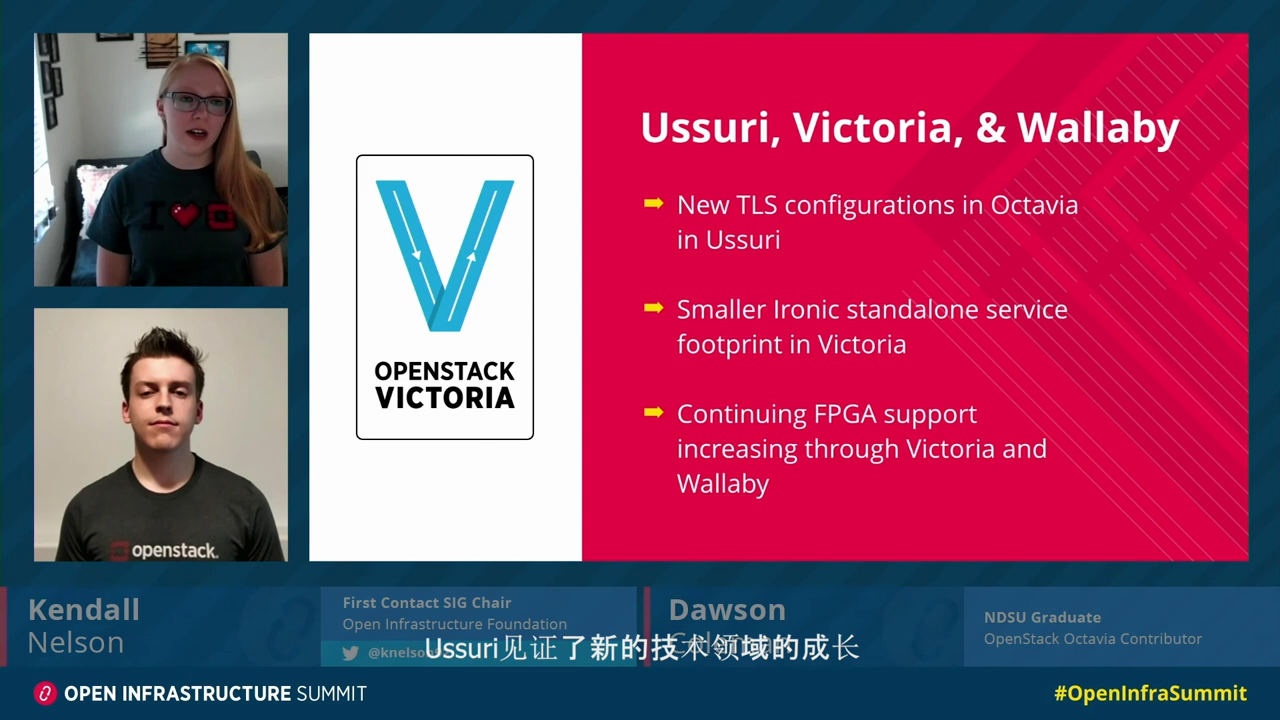 Ussuri, Victoria, & Wallaby
➡ New TLS configurations in Octavia
in Ussuri
➡ Smaller Ironic standalone service
footprint in Victoria
➡ Continuing FPGA support
increasing through Victoria and
Wallaby
OPENSTACK
VICTORIA
I ❤
openstack.
Kendall
Nelson
First Contact SIG Chair
Open Infrastructure Foundation
Dawson
NDSU Graduate
OpenStack Octavia Contributor
Ussuri见证了新的技术领域的成长
OPEN INFRASTRUCTURE SUMMIT
#OpenInfraSummit